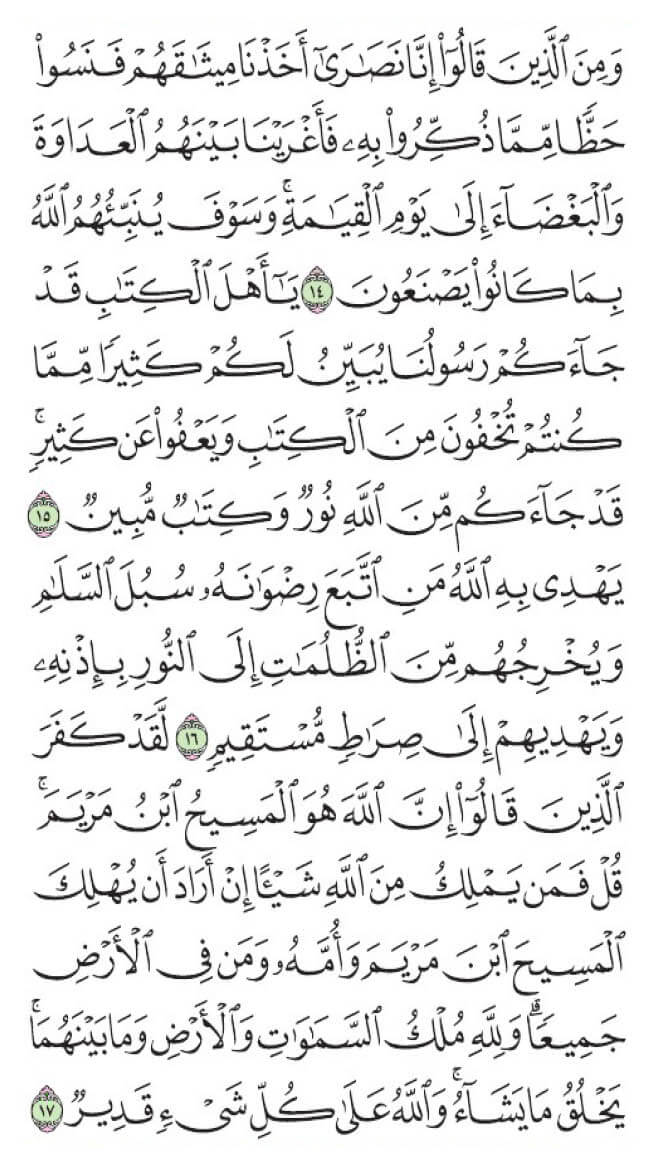 وَمِنَ ٱلَّذِينَ قَالُوٓا۟ إِنَّا نَصَـٰرَىٰٓ أَخَذْنَا مِيثَـٰقَهُمْ فَنَسُوا۟
حَظًّا مِّمَّا ذُكِّرُوا۟ بِهِۦ فَأَغْرَيْنَا بَيْنَهُمُ ٱلْعَدَاوَةَ
وَٱلْبَغْضَآءَ إِلَىٰ يَوْمِ ٱلْقِيَـٰمَةِ ۚ وَسَوْفَ يُنَبِّئُهُمُ ٱللَّهُ
بِمَا كَانُوا۟ يَصْنَعُونَ ١٤ يَـٰٓأَهْلَ ٱلْكِتَـٰبِ قَدْ
جَآءَكُمْ رَسُولُنَا يُبَيِّنُ لَكُمْ كَثِيرًا مِّمَّا
كُنتُمْ تُخْفُونَ مِنَ ٱلْكِتَـٰبِ وَيَعْفُوا۟ عَن كَثِيرٍ ۚ
قَدْ جَآءَكُم مِّنَ ٱللَّهِ نُورٌ وَكِتَـٰبٌ مُّبِينٌ ١٥
يَهْدِى بِهِ ٱللَّهُ مَنِ ٱتَّبَعَ رِضْوَٰنَهُۥ سُبُلَ ٱلسَّلَـٰمِ
وَيُخْرِجُهُم مِّنَ ٱلظُّلُمَـٰتِ إِلَى ٱلنُّورِ بِإِذْنِهِۦ
وَيَهْدِيهِمْ إِلَىٰ صِرَٰطٍ مُّسْتَقِيمٍ ١٦ لَّقَدْ كَفَرَ
ٱلَّذِينَ قَالُوٓا۟ إِنَّ ٱللَّهَ هُوَ ٱلْمَسِيحُ ٱبْنُ مَرْيَمَ ۚ
قُلْ فَمَن يَمْلِكُ مِنَ ٱللَّهِ شَيْـًٔا إِنْ أَرَادَ أَن يُهْلِكَ
ٱلْمَسِيحَ ٱبْنَ مَرْيَمَ وَأُمَّهُۥ وَمَن فِى ٱلْأَرْضِ
جَمِيعًا ۗ وَلِلَّهِ مُلْكُ ٱلسَّمَـٰوَٰتِ وَٱلْأَرْضِ وَمَا بَيْنَهُمَا ۚ
يَخْلُقُ مَا يَشَآءُ ۚ وَٱللَّهُ عَلَىٰ كُلِّ شَىْءٍ قَدِيرٌ ١٧